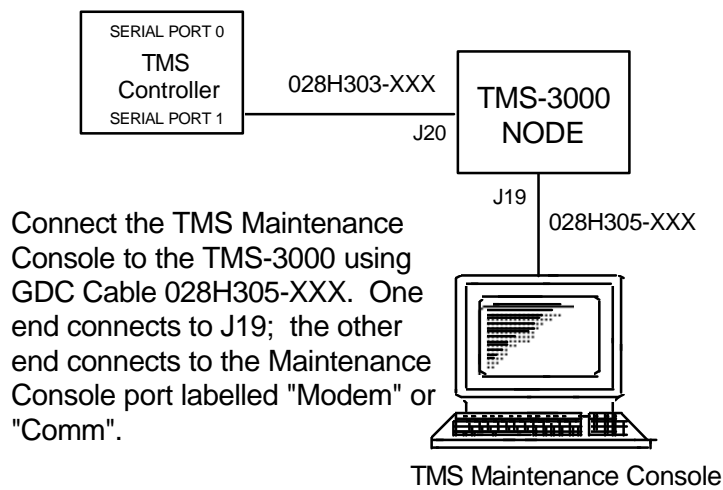 SERIAL PORT 0
TMS
Controller
SERIAL PORT 1
028H303-XXX
J20
TMS-3000
NODE
J19
028H305-XXX
Connect the TMS Maintenance
Console to the TMS-3000 using
GDC Cable 028H305-XXX.  One
end connects to J19;  the other
end connects to the Maintenance
Console port labelled "Modem" or
"Comm".
TMS Maintenance Console